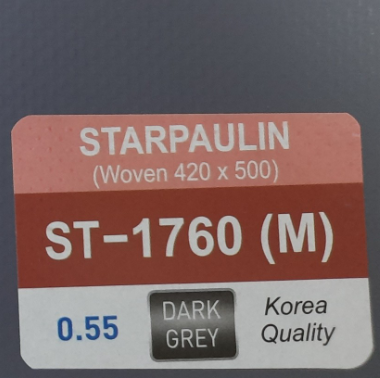 STARPAULIN
(Woven 420 x 500)
ST-1760 (M)
0.55
DARK
GREY
Korea
Quality